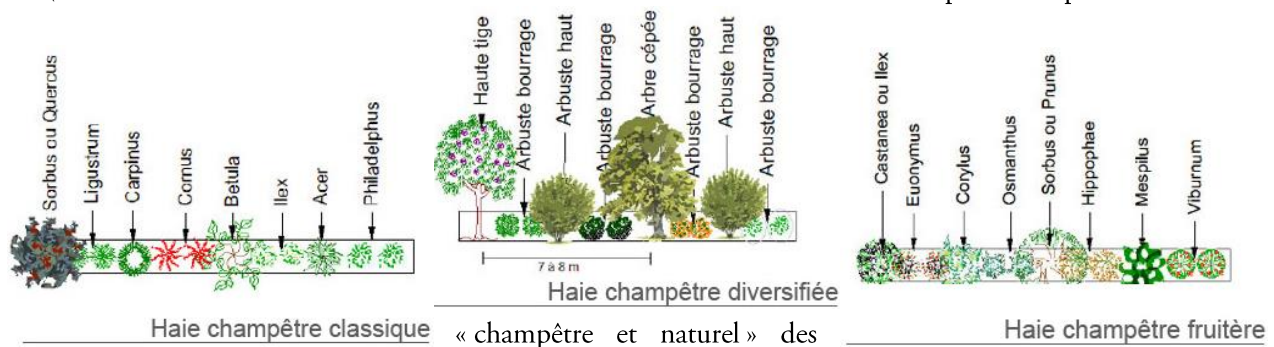 Sorbus ou Quercus
Ligustrum
Carpinus
Cornus
Betula
Ilex
Acer
Philadelphus
Haie champêtre classique
Haute tige
Arbuste bourrage
Arbuste haut
Arbuste bourrage
Arbre cépée
Arbuste bourrage
Arbuste haut
Arbuste bourrage
7 à 8 m
Haie champêtre diversifiée
« champêtre et naturel » des
Castanea ou Ilex
Euonymus
Corylus
Osmanthus
Sorbus ou Prunus
Hippophae
Mespilus
Viburnum
Haie champêtre fruitère